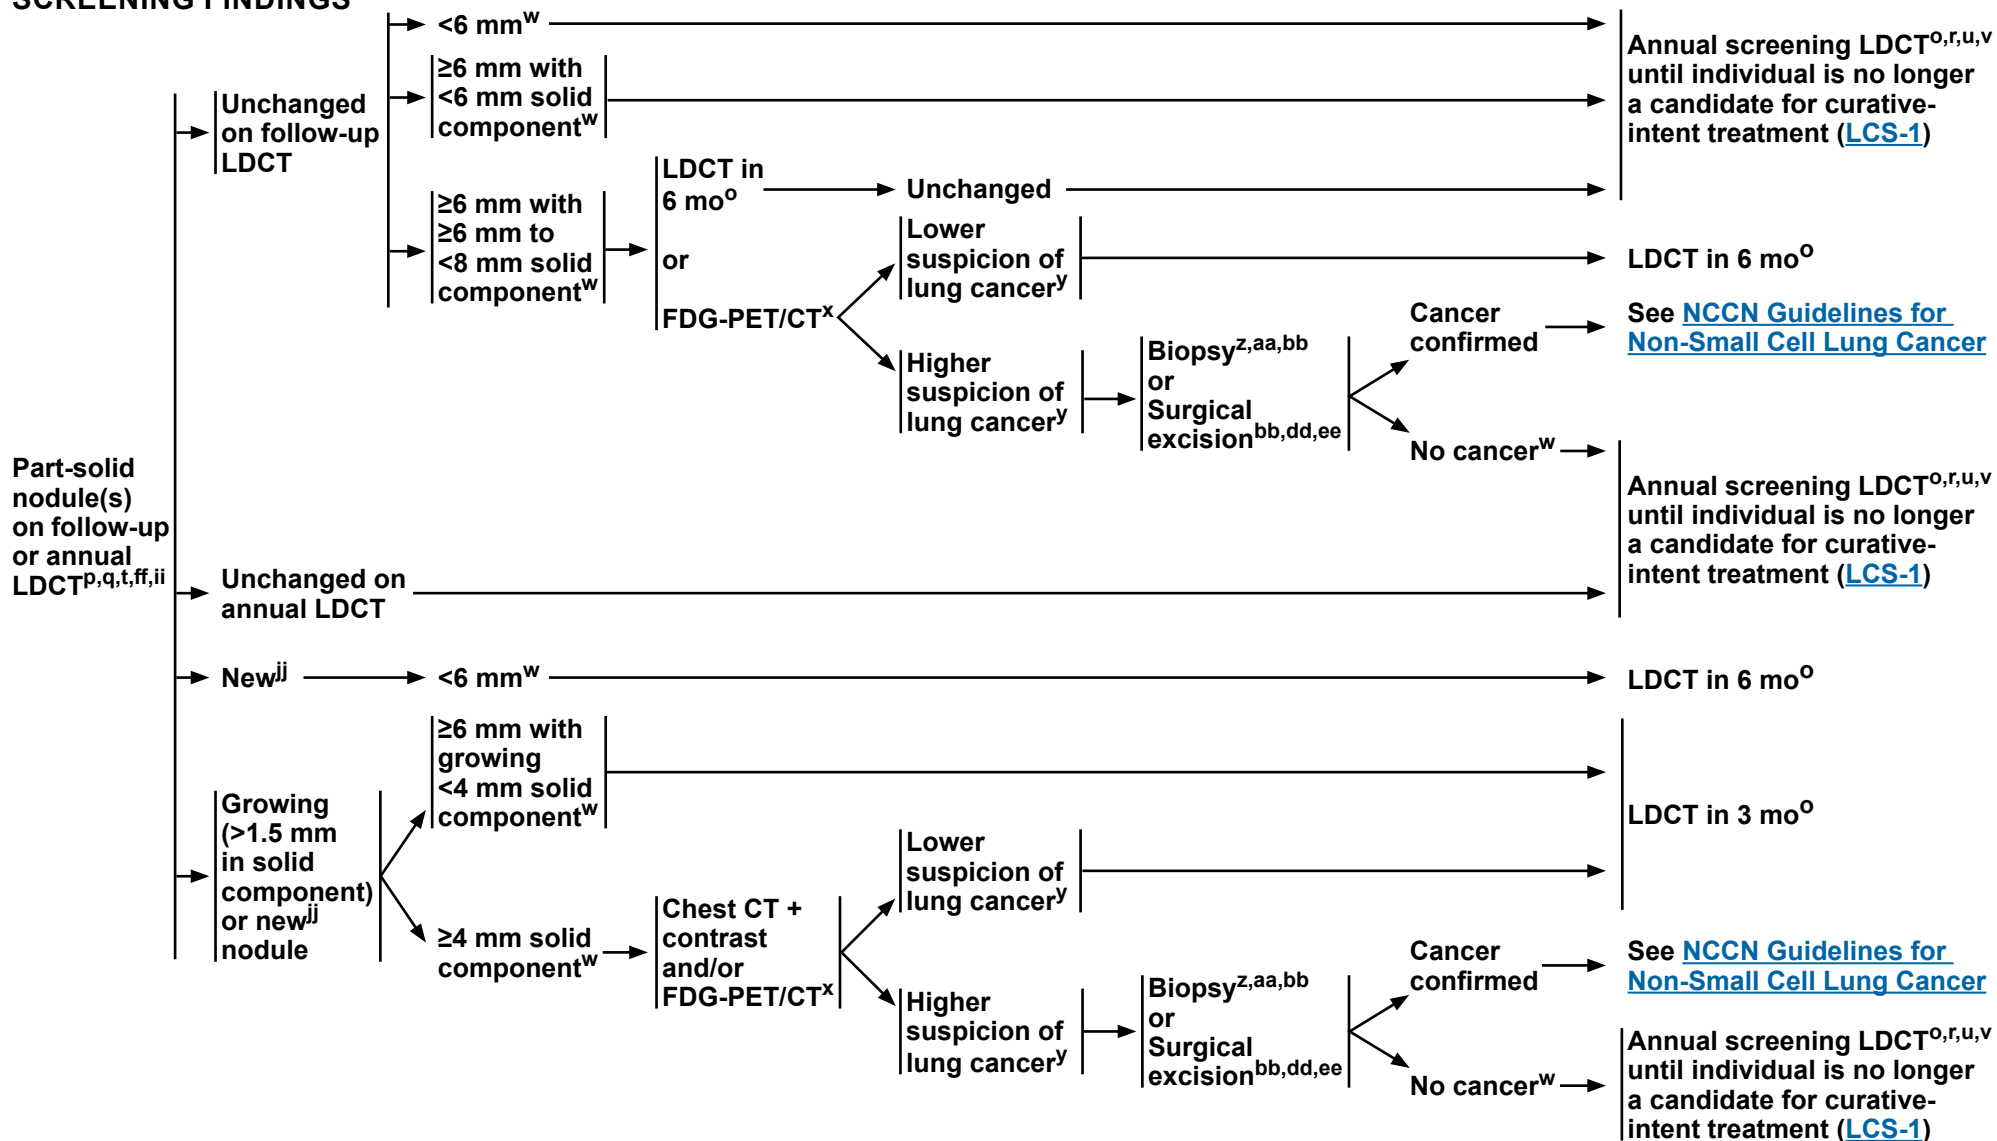 SCREENING FINDINGS
Part-solid
nodule(s)
on follow-up
or annual
LDCTp,q,t,ff,ii
Unchanged
on follow-up
LDCT
<6 mmw
≥6 mm with
<6 mm solid
componentw
≥6 mm with
≥6 mm to
<8 mm solid
componentw
LDCT in
6 moo
or
FDG-PET/CTx
Unchanged
Lower
suspicion of
lung cancery
Higher
suspicion of
lung cancery
Biopsyz,aa,bb
or
Surgical
excisionbb,dd,ee
Cancer
confirmed
No cancerw
Annual screening LDCTo,r,u,v
until individual is no longer
a candidate for curative-
intent treatment (LCS-1)
LDCT in 6 moo
See NCCN Guidelines for
Non-Small Cell Lung Cancer
Annual screening LDCTo,r,u,v
until individual is no longer
a candidate for curative-
intent treatment (LCS-1)
Unchanged on
annual LDCT
Newjj
<6 mmw
LDCT in 6 moo
Growing
(>1.5 mm
in solid
component)
or newjj
nodule
≥6 mm with
growing
<4 mm solid
componentw
≥4 mm solid
componentw
Chest CT +
contrast
and/or
FDG-PET/CTx
Lower
suspicion of
lung cancery
Higher
suspicion of
lung cancery
LDCT in 3 moo
Biopsyz,aa,bb
or
Surgical
excisionbb,dd,ee
Cancer
confirmed
No cancerw
See NCCN Guidelines for
Non-Small Cell Lung Cancer
Annual screening LDCTo,r,u,v
until individual is no longer
a candidate for curative-
intent treatment (LCS-1)